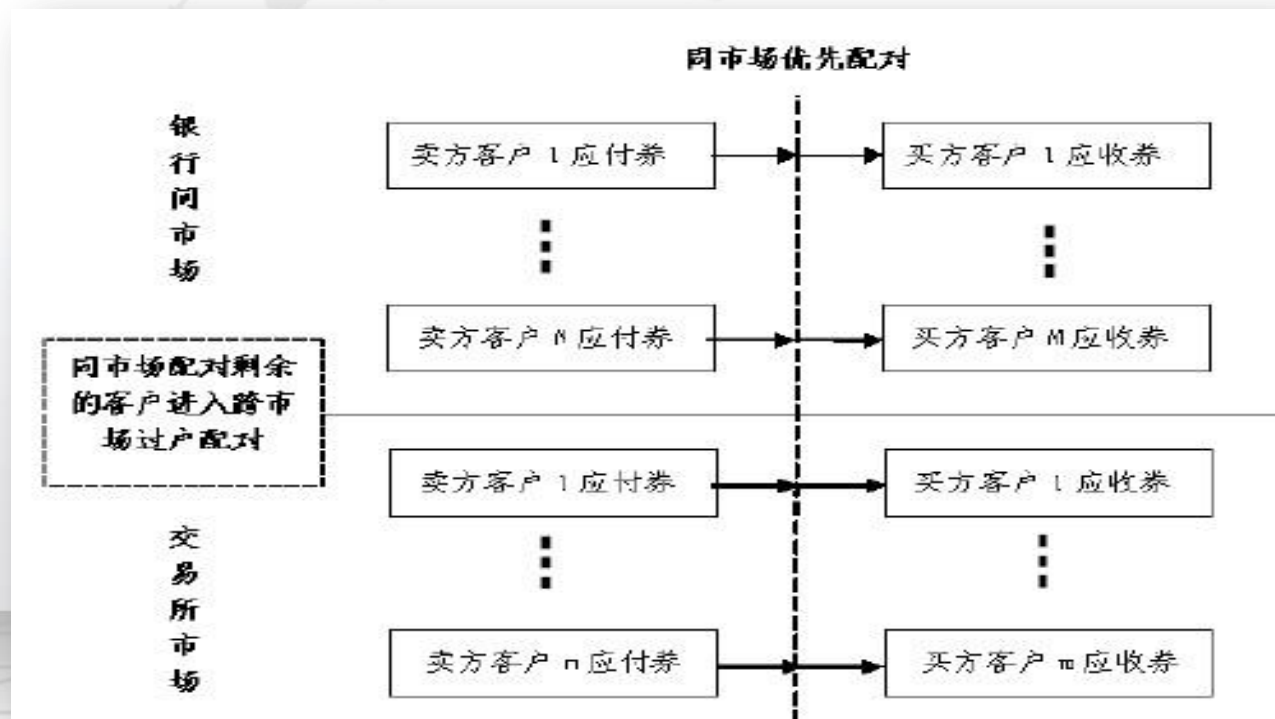 同市场优先配对
银行间市场
卖方客户 1 应付券
买方客户 1 应收券
卖方客户 N 应付券
买方客户 M 应收券
同市场配对剩余
的客户进入跨市
场过户配对
卖方客户 1 应付券
买方客户 1 应收券
交易所市场
卖方客户 n 应付券
买方客户 m 应收券